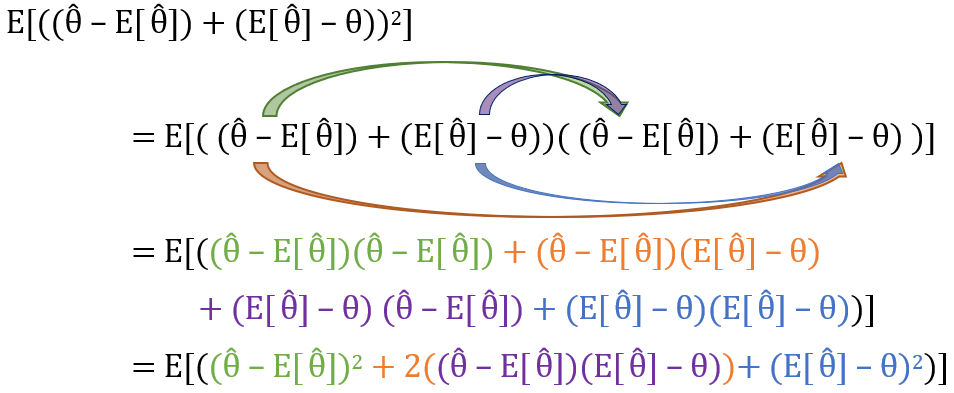 E[((θ̂ – E[θ̂]) + (E[θ̂] – θ))²]
= E[( (θ̂ – E[θ̂]) + (E[θ̂] – θ))( (θ̂ – E[θ̂]) + (E[θ̂] – θ) )]
= E[((θ̂ – E[θ̂])(θ̂ – E[θ̂]) + (θ̂ – E[θ̂])(E[θ̂] – θ)
+ (E[θ̂] – θ) (θ̂ – E[θ̂]) + (E[θ̂] – θ)(E[θ̂] – θ))]
= E[((θ̂ – E[θ̂])² + 2((θ̂ – E[θ̂])(E[θ̂] – θ))+ (E[θ̂] – θ)²)]